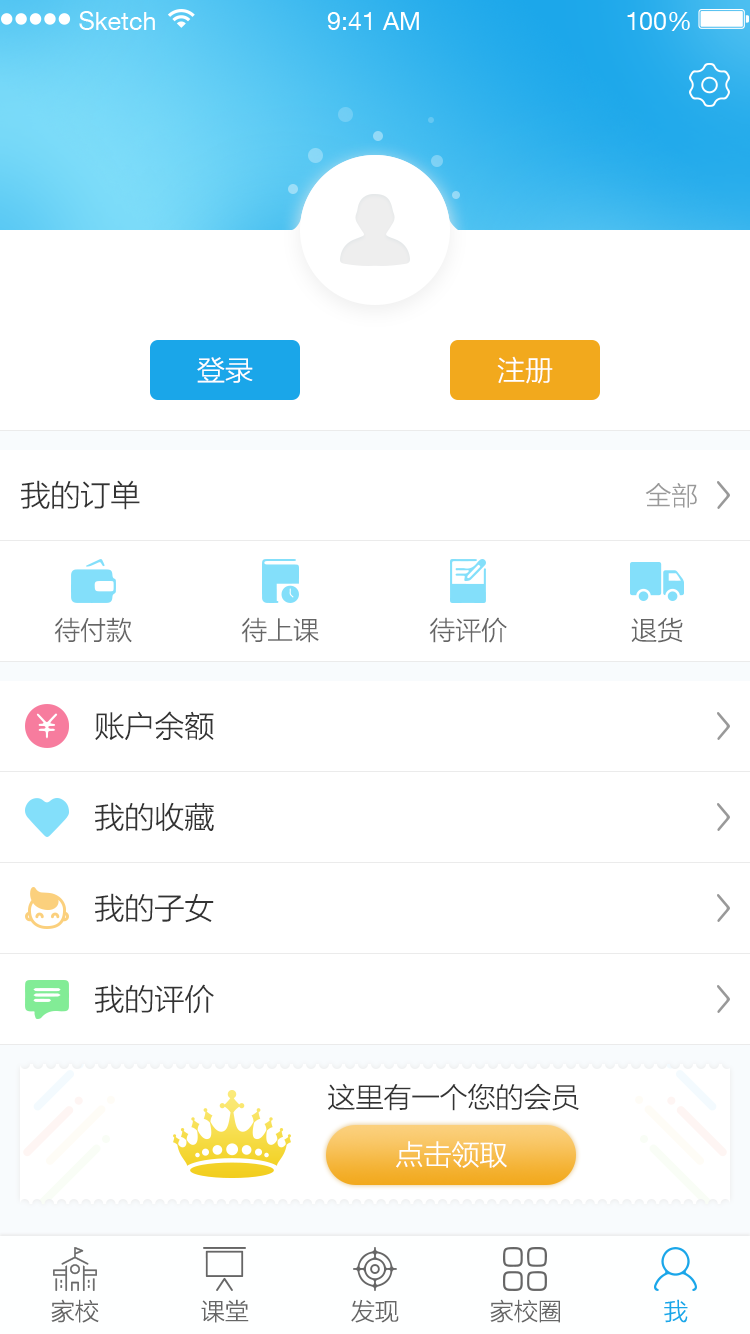 Sketch 9:41 AM 100%
登录 注册
我的订单 全部
待付款 待上课 待评价 退货
¥ 账户余额
我的收藏
我的子女
我的评价
这里有一个您的会员
点击领取
家校 课堂 发现 家校圈 我